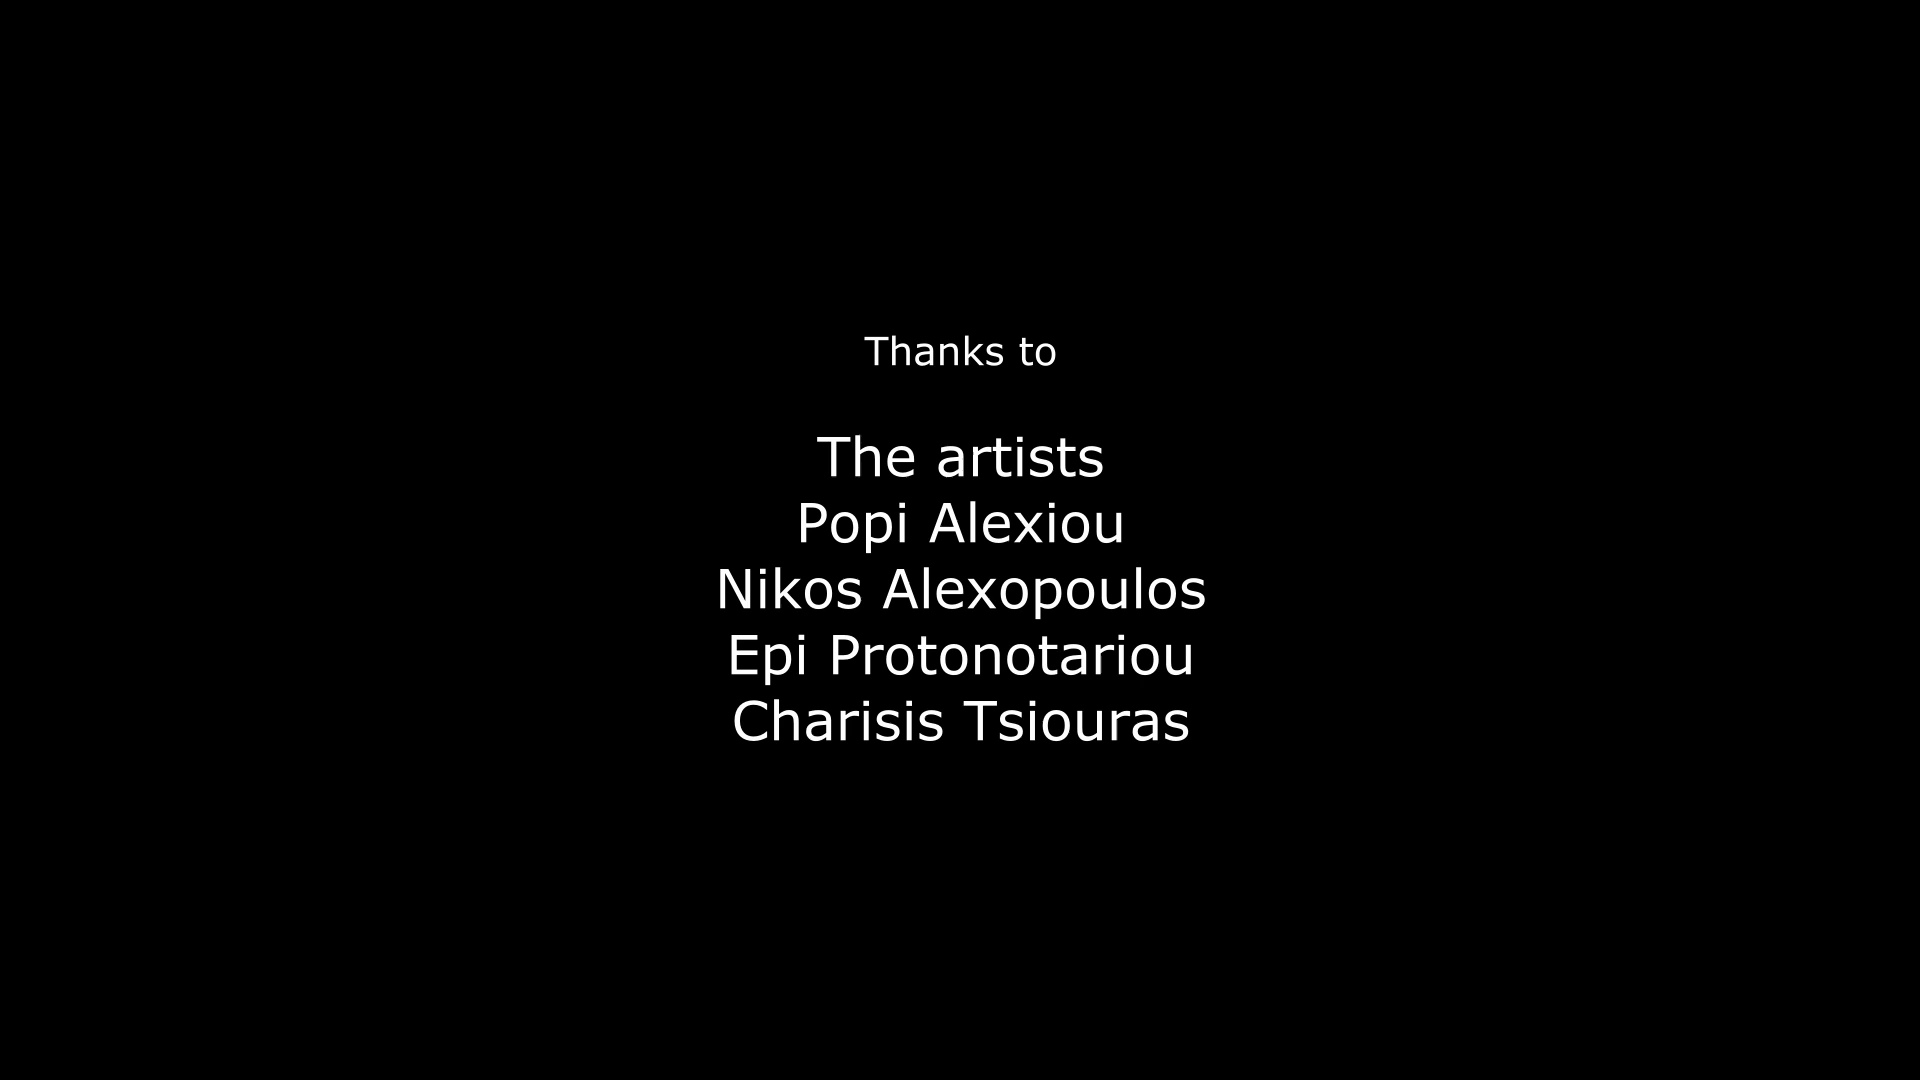 Thanks to
The artists
Popi Alexiou
Nikos Alexopoulos
Epi Protonotariou
Charisis Tsiouras